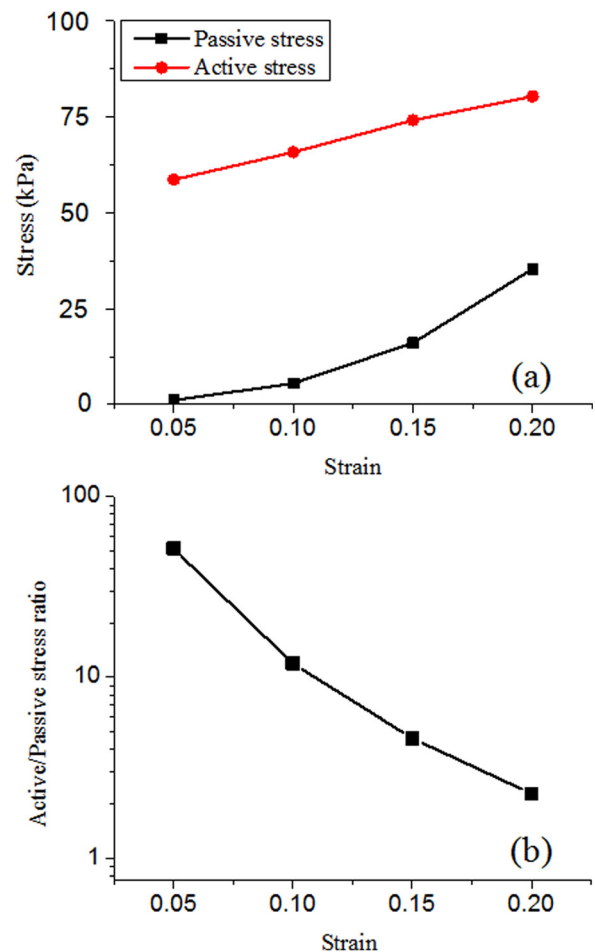 100
75
50
25
0
Stress (kPa)
Passive stress
Active stress
(a)
0.05 0.10 0.15 0.20
Strain
100
10
1
Active/Passive stress ratio
(b)
0.05 0.10 0.15 0.20
Strain